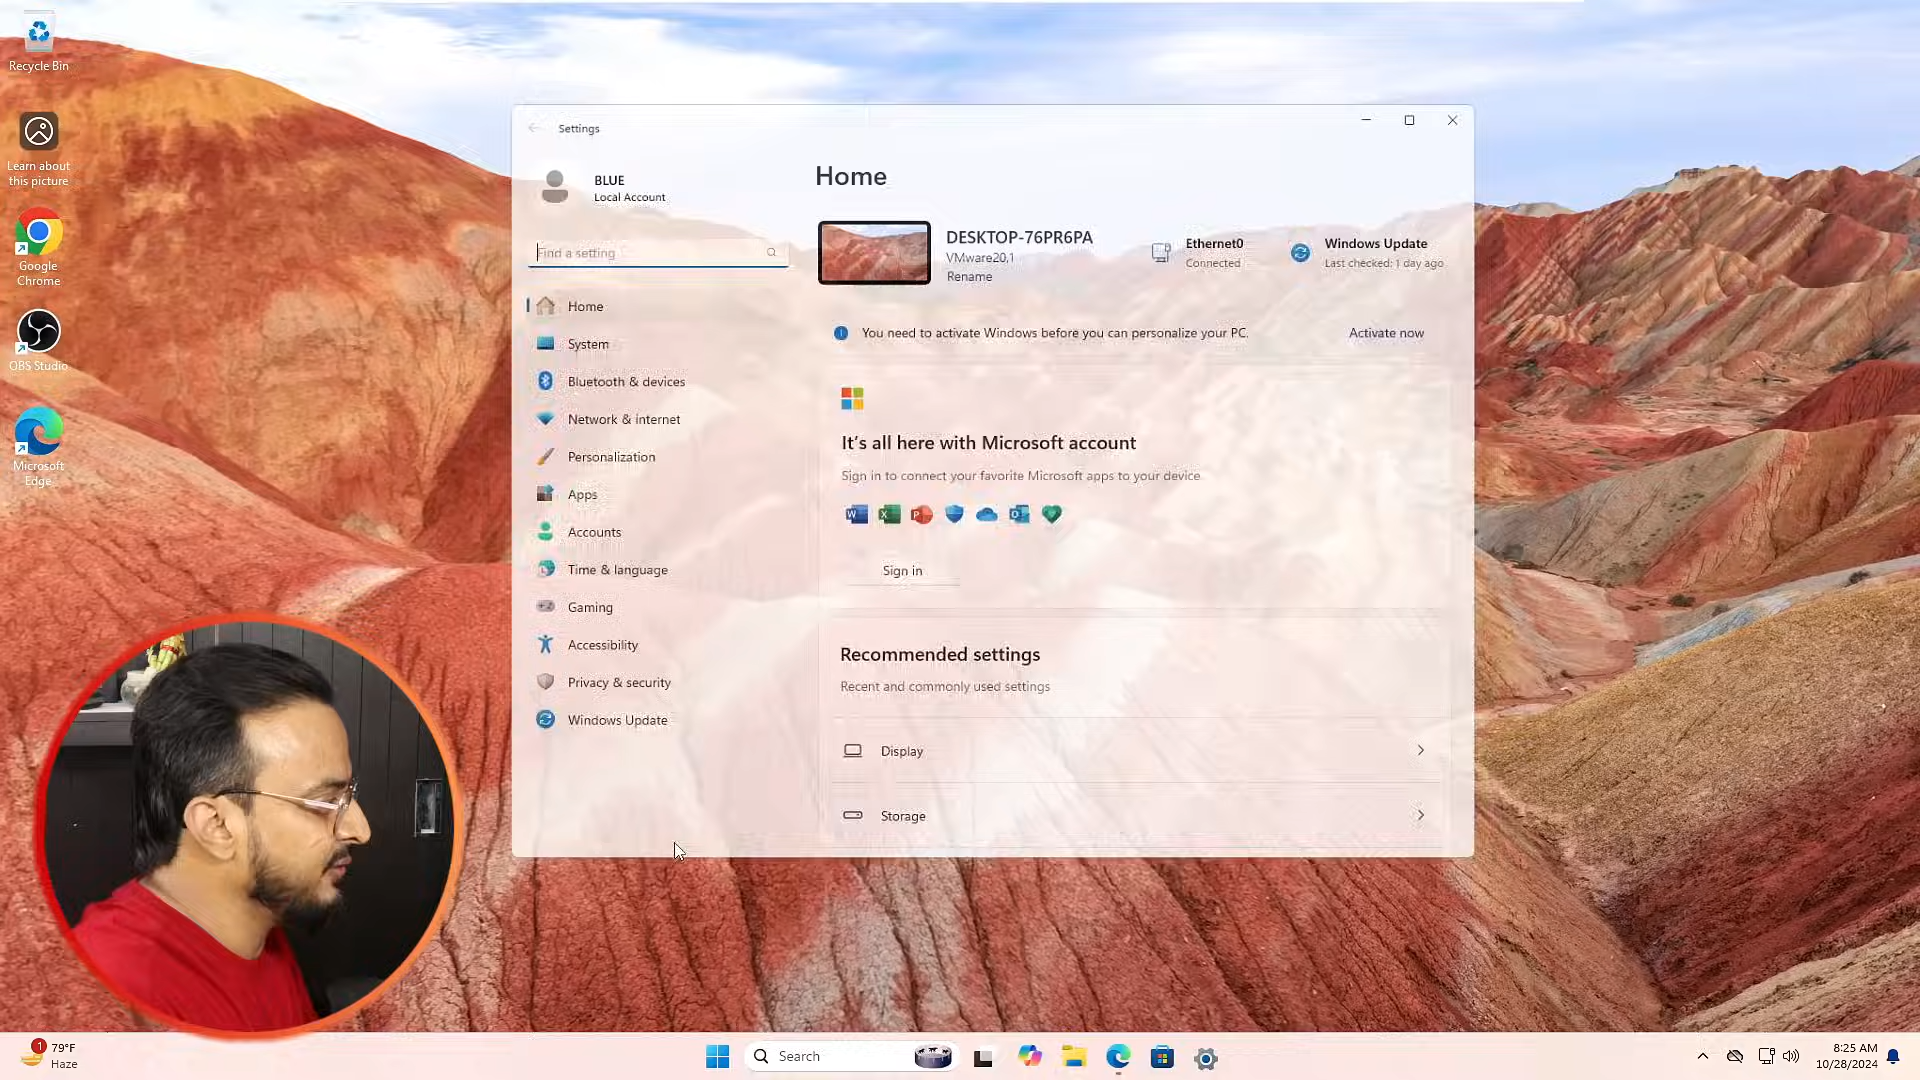 Recycle Bin
Learn about
this picture
Google
Chrome
OBS Studio
Microsoft
Edge
Settings
BLUE
Local Account
Find a setting
Home
System
Bluetooth & devices
Network & internet
Personalization
Apps
Accounts
Time & language
Gaming
Accessibility
Privacy & security
Windows Update
Home
DESKTOP-76PR6PA
VMware20,1
Rename
Ethernet0
Connected
Windows Update
Last checked: 1 day ago
You need to activate Windows before you can personalize your PC.
Activate now
It's all here with Microsoft account
Sign in to connect your favorite Microsoft apps to your device
Sign in
Recommended settings
Recent and commonly used settings
Display
Storage
1
79°F
Haze
Search
8:25 AM
10/28/2024